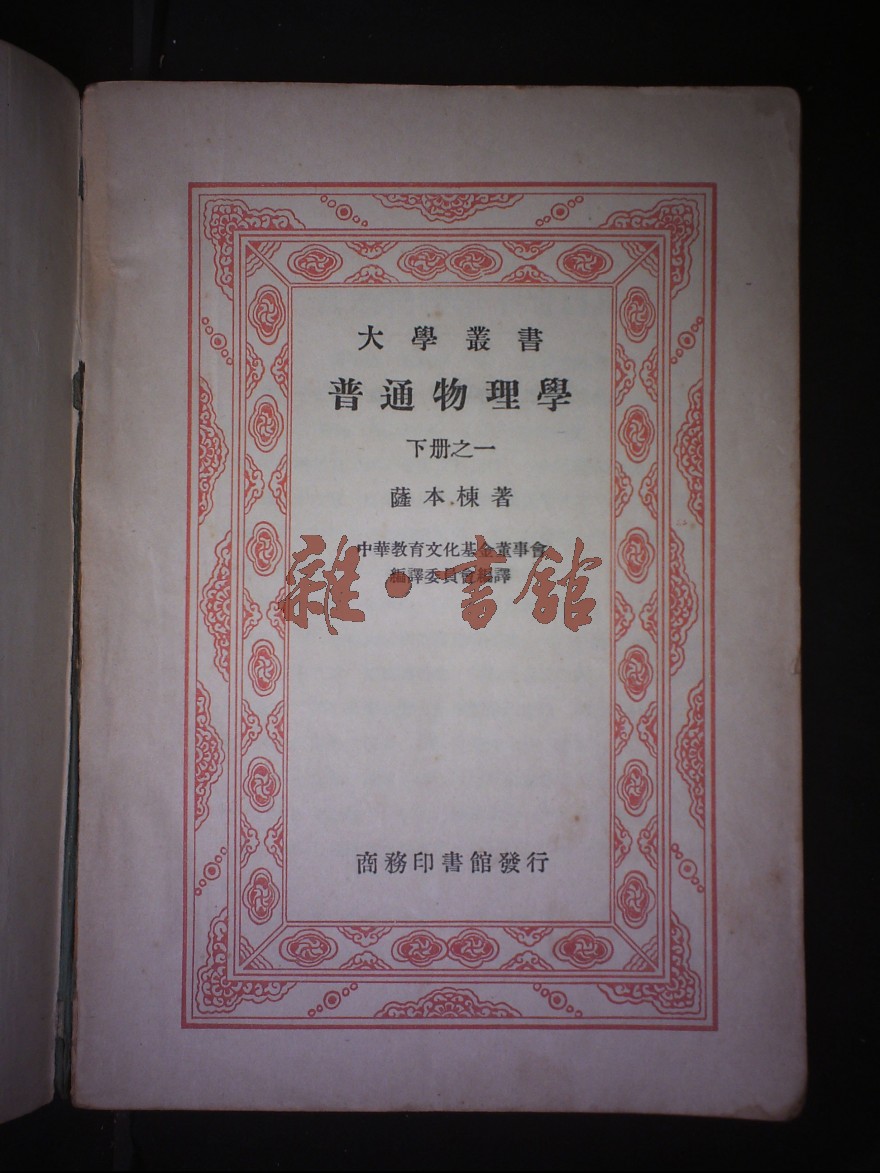 大學叢書
普通物理學
下册之一
薩本棟著
中華教育文化基金董事會
編譯委員會編譯
雜·書館
商務印書館發行